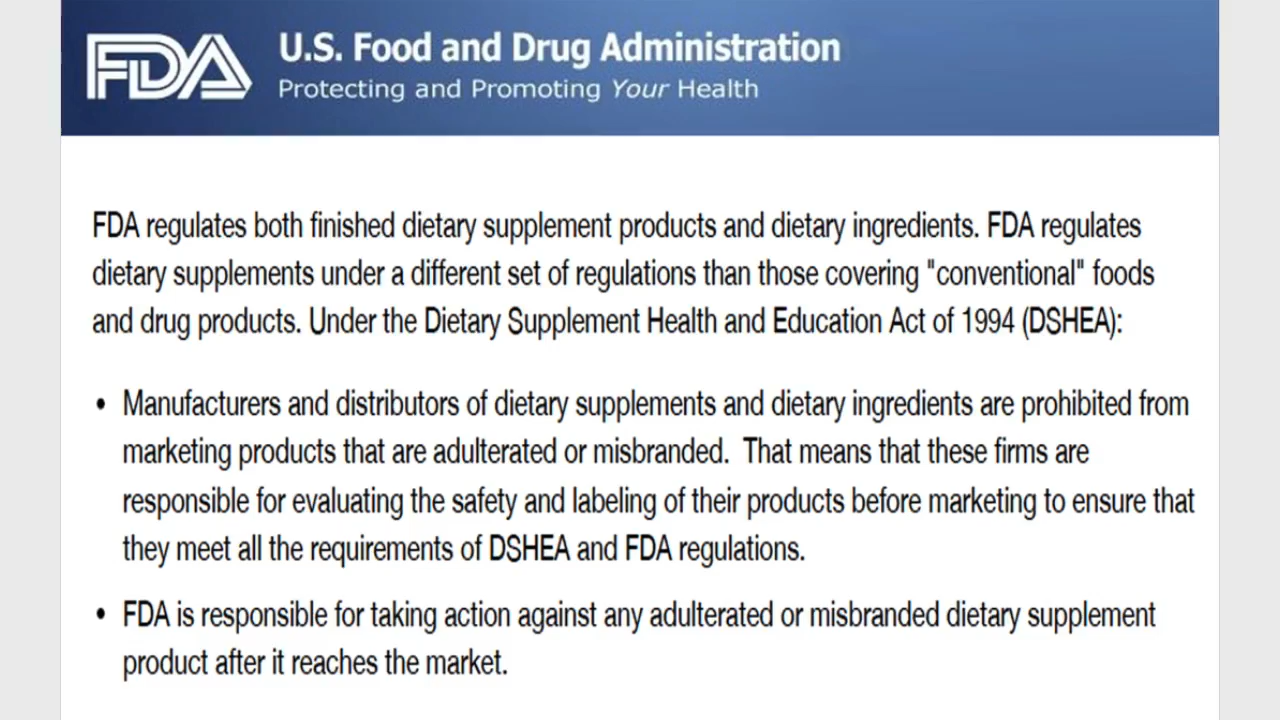 FDA
U.S. Food and Drug Administration
Protecting and Promoting Your Health
FDA regulates both finished dietary supplement products and dietary ingredients. FDA regulates
dietary supplements under a different set of regulations than those covering "conventional" foods
and drug products. Under the Dietary Supplement Health and Education Act of 1994 (DSHEA):
• Manufacturers and distributors of dietary supplements and dietary ingredients are prohibited from
marketing products that are adulterated or misbranded.  That means that these firms are
responsible for evaluating the safety and labeling of their products before marketing to ensure that
they meet all the requirements of DSHEA and FDA regulations.
• FDA is responsible for taking action against any adulterated or misbranded dietary supplement
product after it reaches the market.